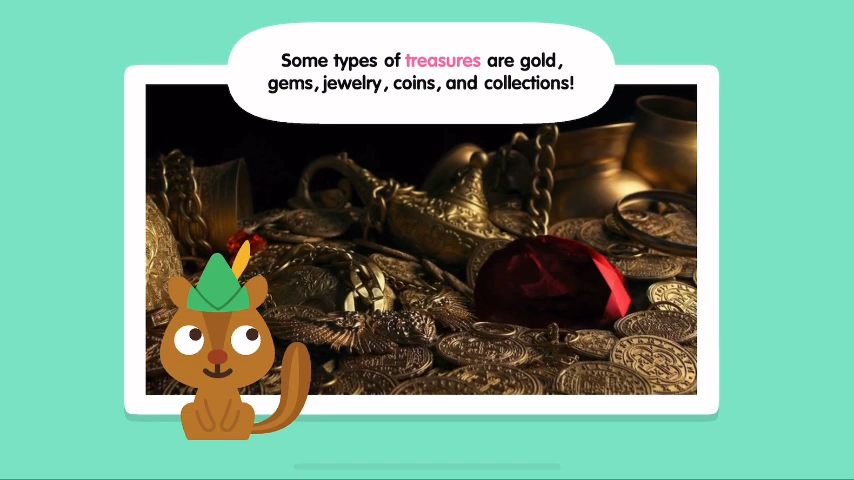 Some types of treasures are gold,
gems, jewelry, coins, and collections!